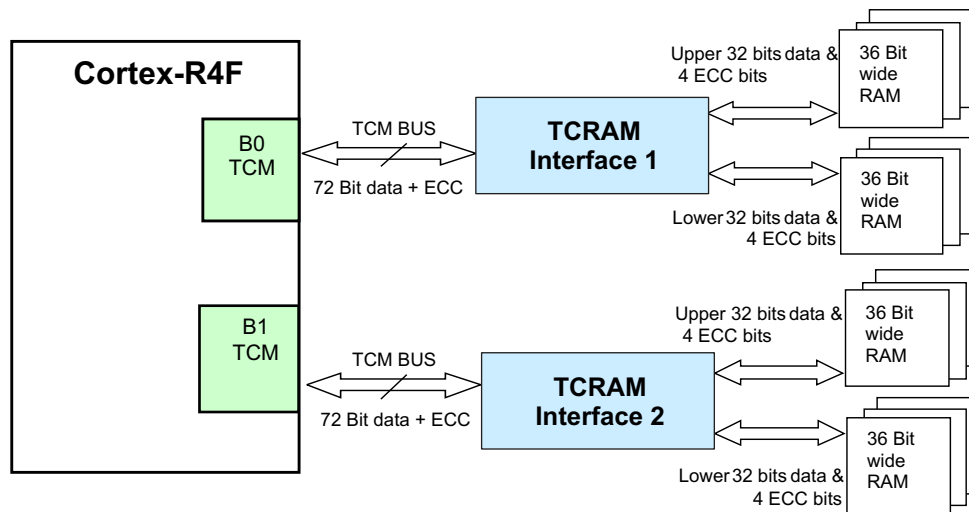 Cortex-R4F
B0
TCM
B1
TCM
TCM BUS
72 Bit data + ECC
TCRAM
Interface 1
Upper 32 bits data &
4 ECC bits
36 Bit
wide
RAM
Lower 32 bits data &
4 ECC bits
36 Bit
wide
RAM
TCM BUS
72 Bit data + ECC
TCRAM
Interface 2
Upper 32 bits data &
4 ECC bits
36 Bit
wide
RAM
Lower 32 bits data &
4 ECC bits
36 Bit
wide
RAM